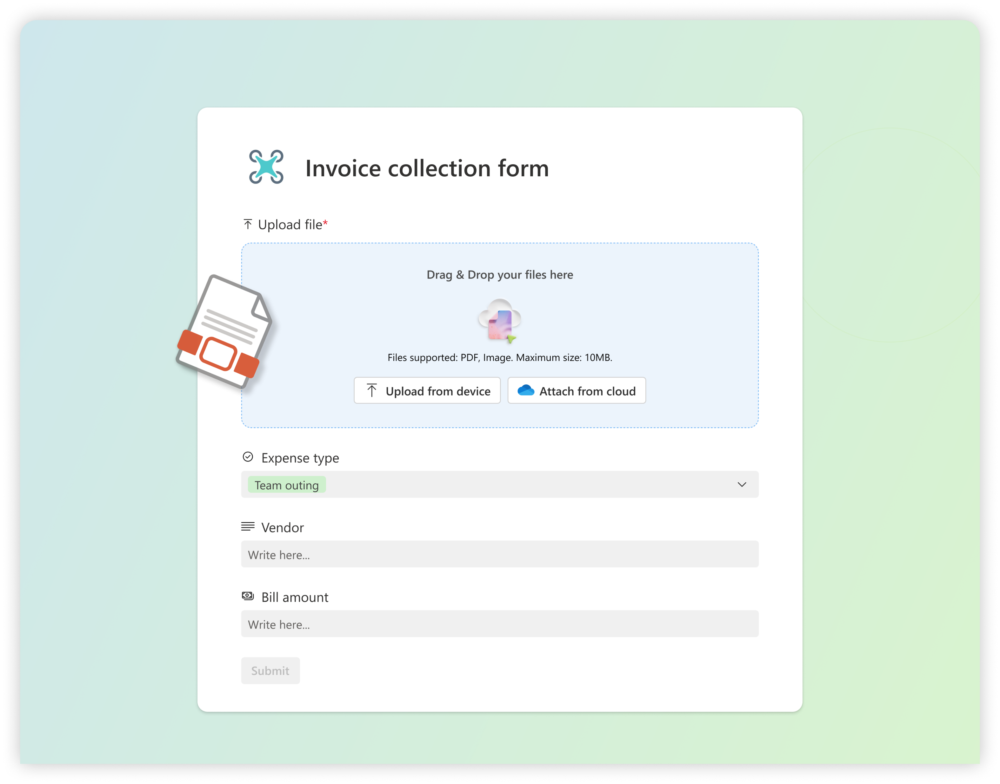 Invoice collection form
Upload file*
Drag & Drop your files here
Files supported: PDF, Image. Maximum size: 10MB.
Upload from device
Attach from cloud
Expense type
Team outing
Vendor
Write here...
Bill amount
Write here...
Submit